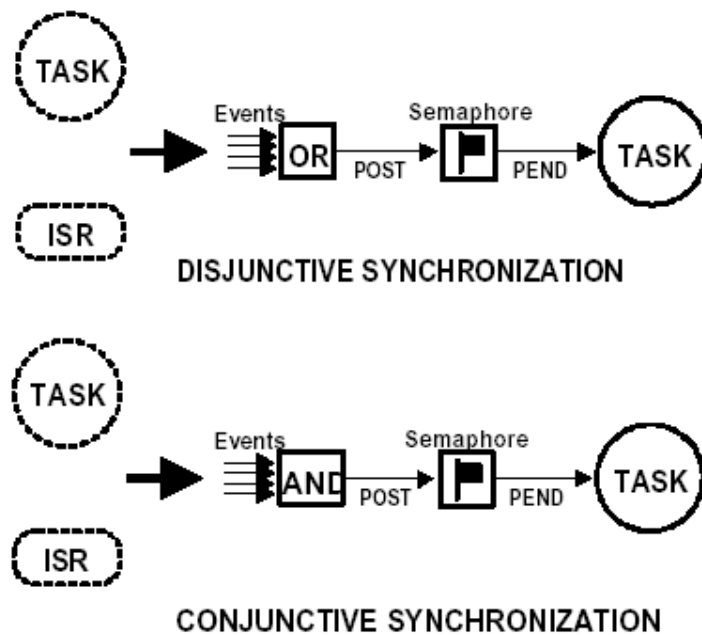 TASK
Events
Semaphore
OR
POST
PEND
TASK
ISR
DISJUNCTIVE SYNCHRONIZATION
TASK
Events
Semaphore
AND
POST
PEND
TASK
ISR
CONJUNCTIVE SYNCHRONIZATION